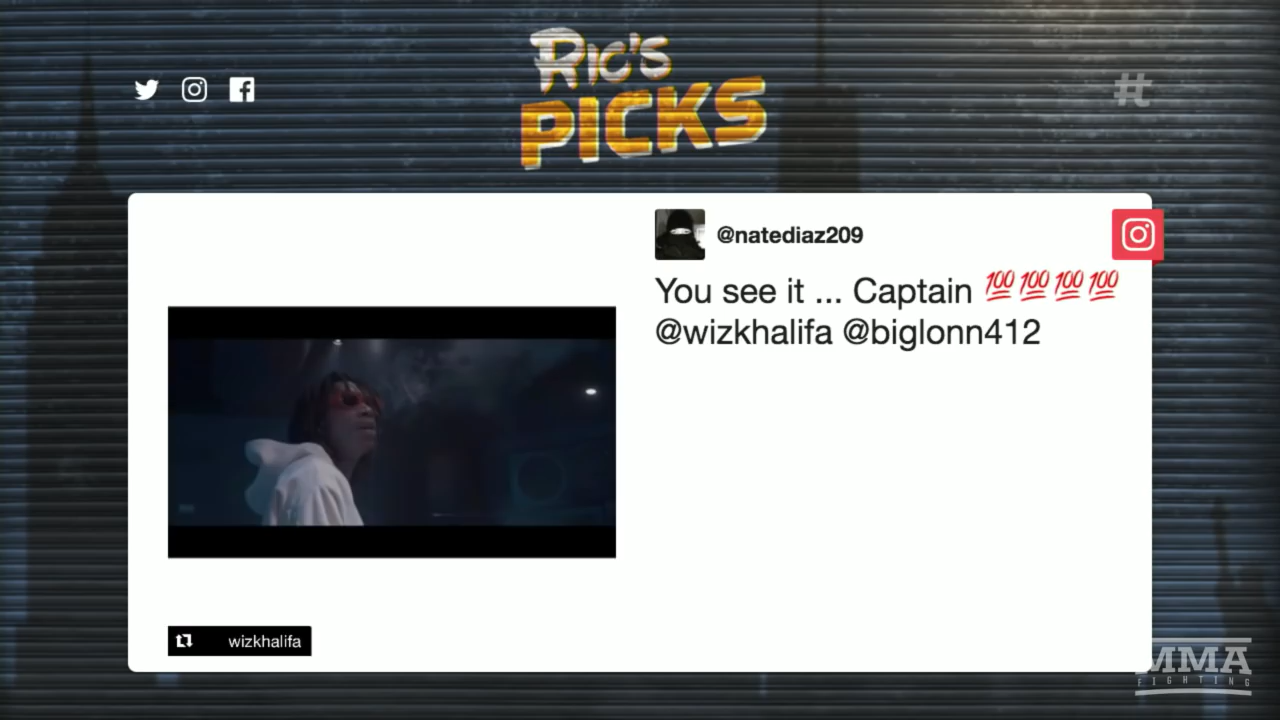 Ric's
PICKS
#
@natediaz209
You see it ... Captain 💯💯💯💯
@wizkhalifa @biglonn412
wizkhalifa
MMA
FIGHTING